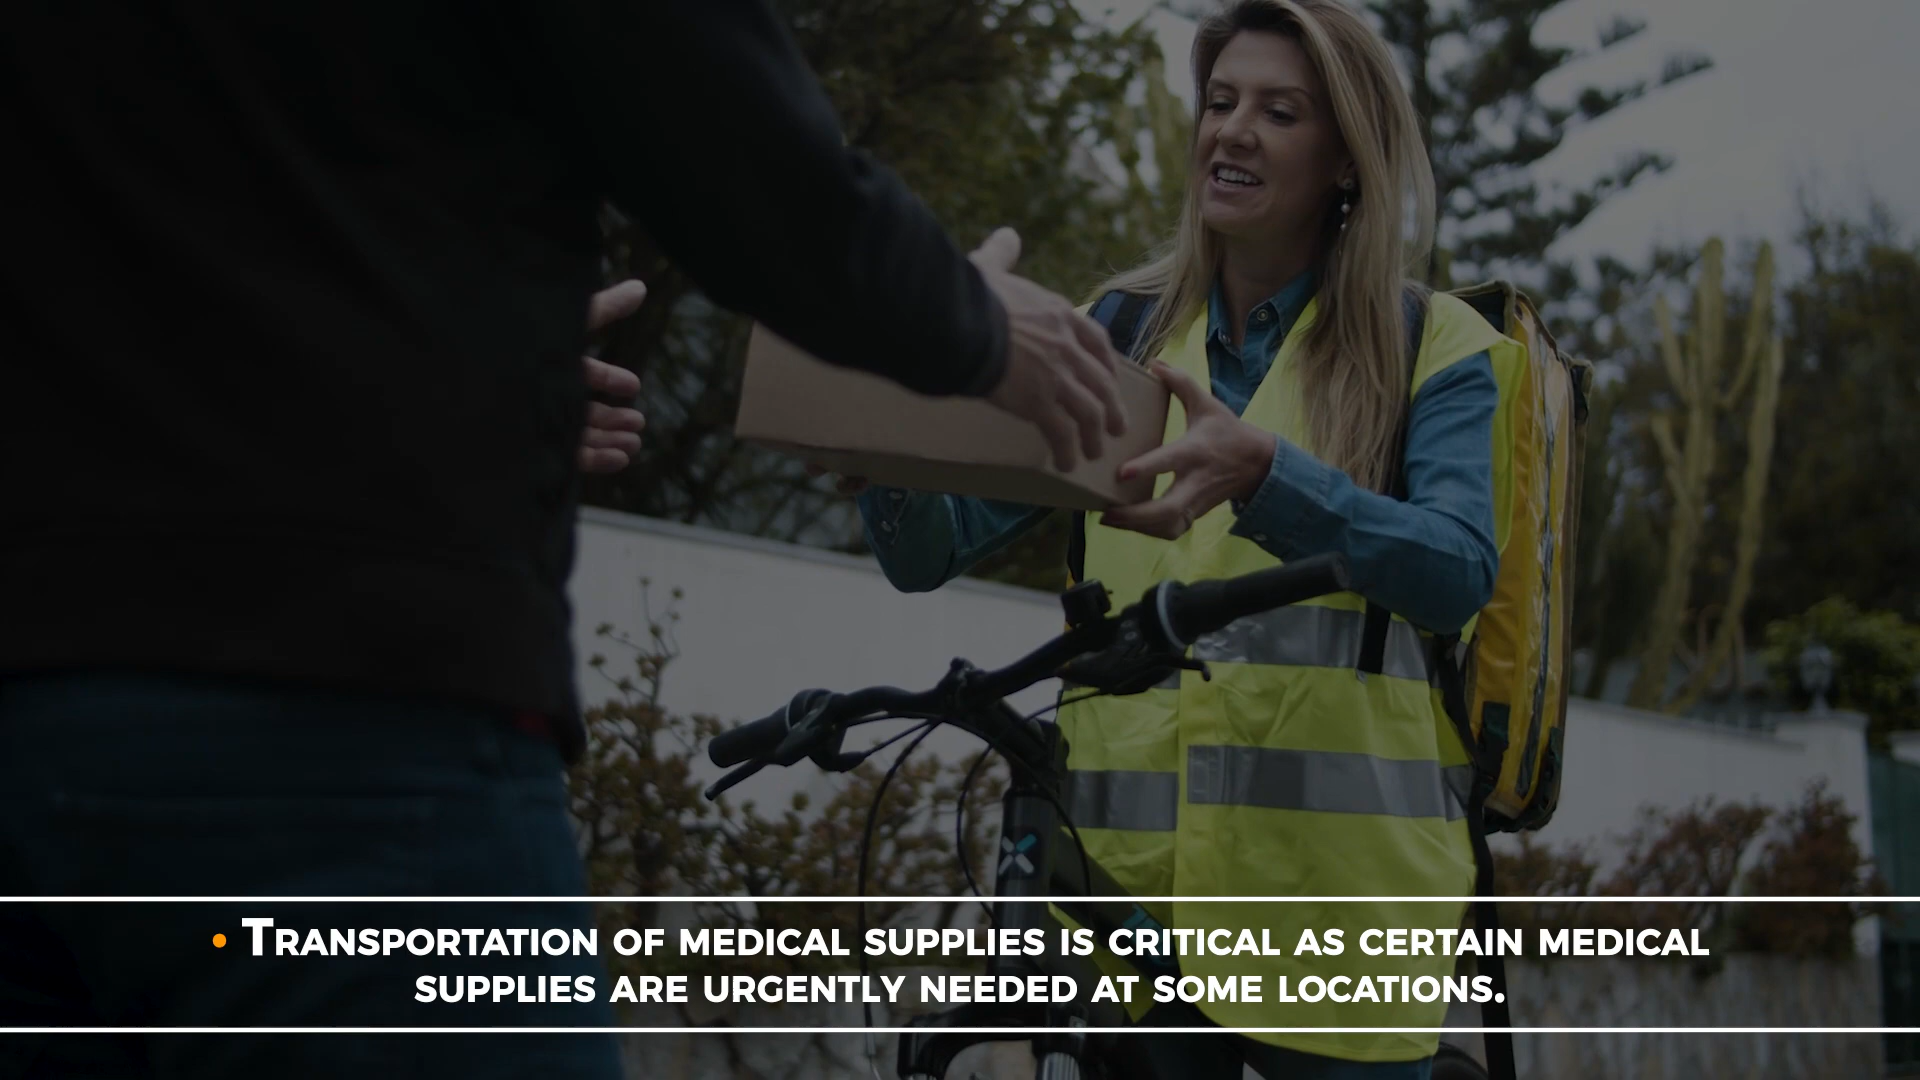 • Transportation of medical supplies is critical as certain medical
supplies are urgently needed at some locations.